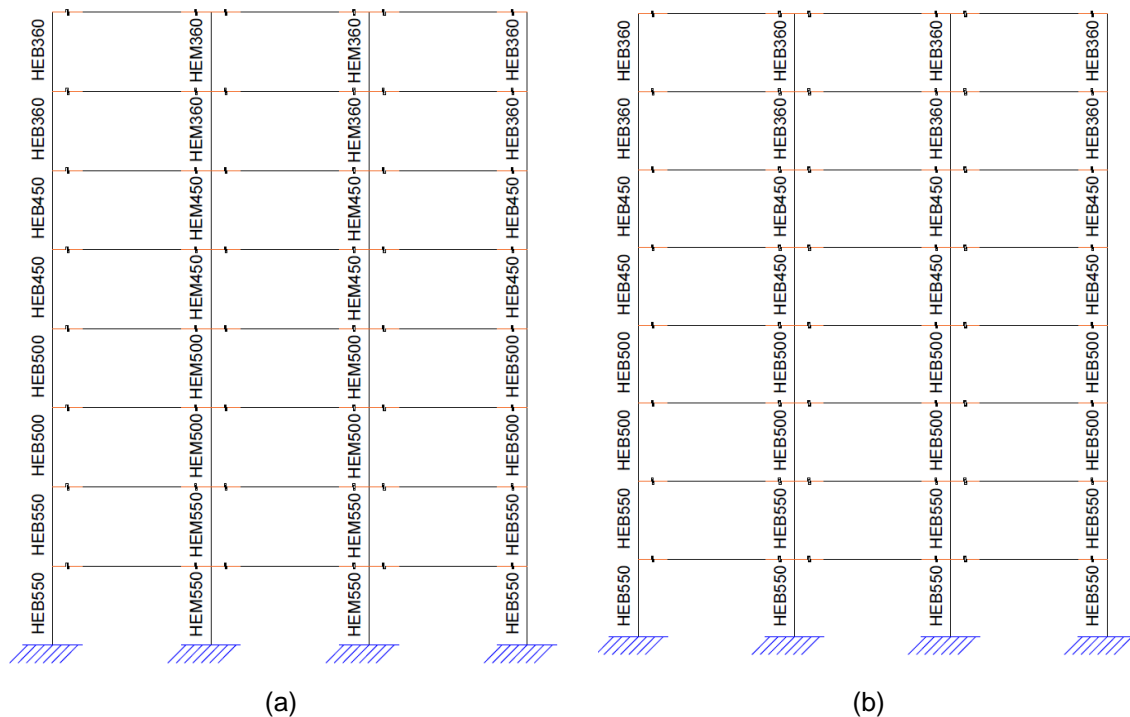 HEB360 HEM360 HEM360 HEB360 HEB360 HEB360 HEB360 HEB360
HEB360 HEM360 HEM360 HEB360 HEB360 HEB360 HEB360 HEB360
HEB450 HEM450 HEM450 HEB450 HEB450 HEB450 HEB450 HEB450
HEB450 HEM450 HEM450 HEB450 HEB450 HEB450 HEB450 HEB450
HEB500 HEM500 HEM500 HEB500 HEB500 HEB500 HEB500 HEB500
HEB500 HEM500 HEM500 HEB500 HEB500 HEB500 HEB500 HEB500
HEB550 HEM550 HEM550 HEB550 HEB550 HEB550 HEB550 HEB550
HEB550 HEM550 HEM550 HEB550 HEB550 HEB550 HEB550 HEB550
(a) (b)